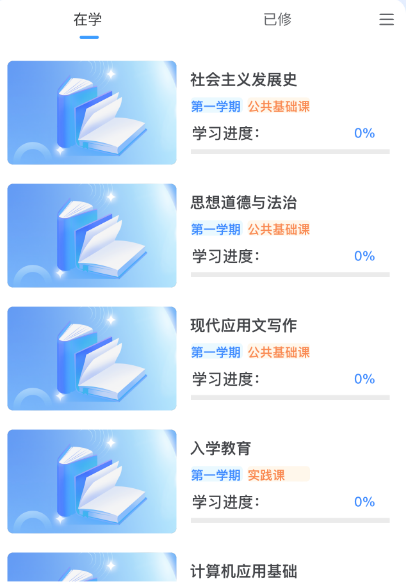 在学 已修
社会主义发展史
第一学期 公共基础课
学习进度： 0%
思想道德与法治
第一学期 公共基础课
学习进度： 0%
现代应用文写作
第一学期 公共基础课
学习进度： 0%
入学教育
第一学期 实践课
学习进度： 0%
计算机应用基础